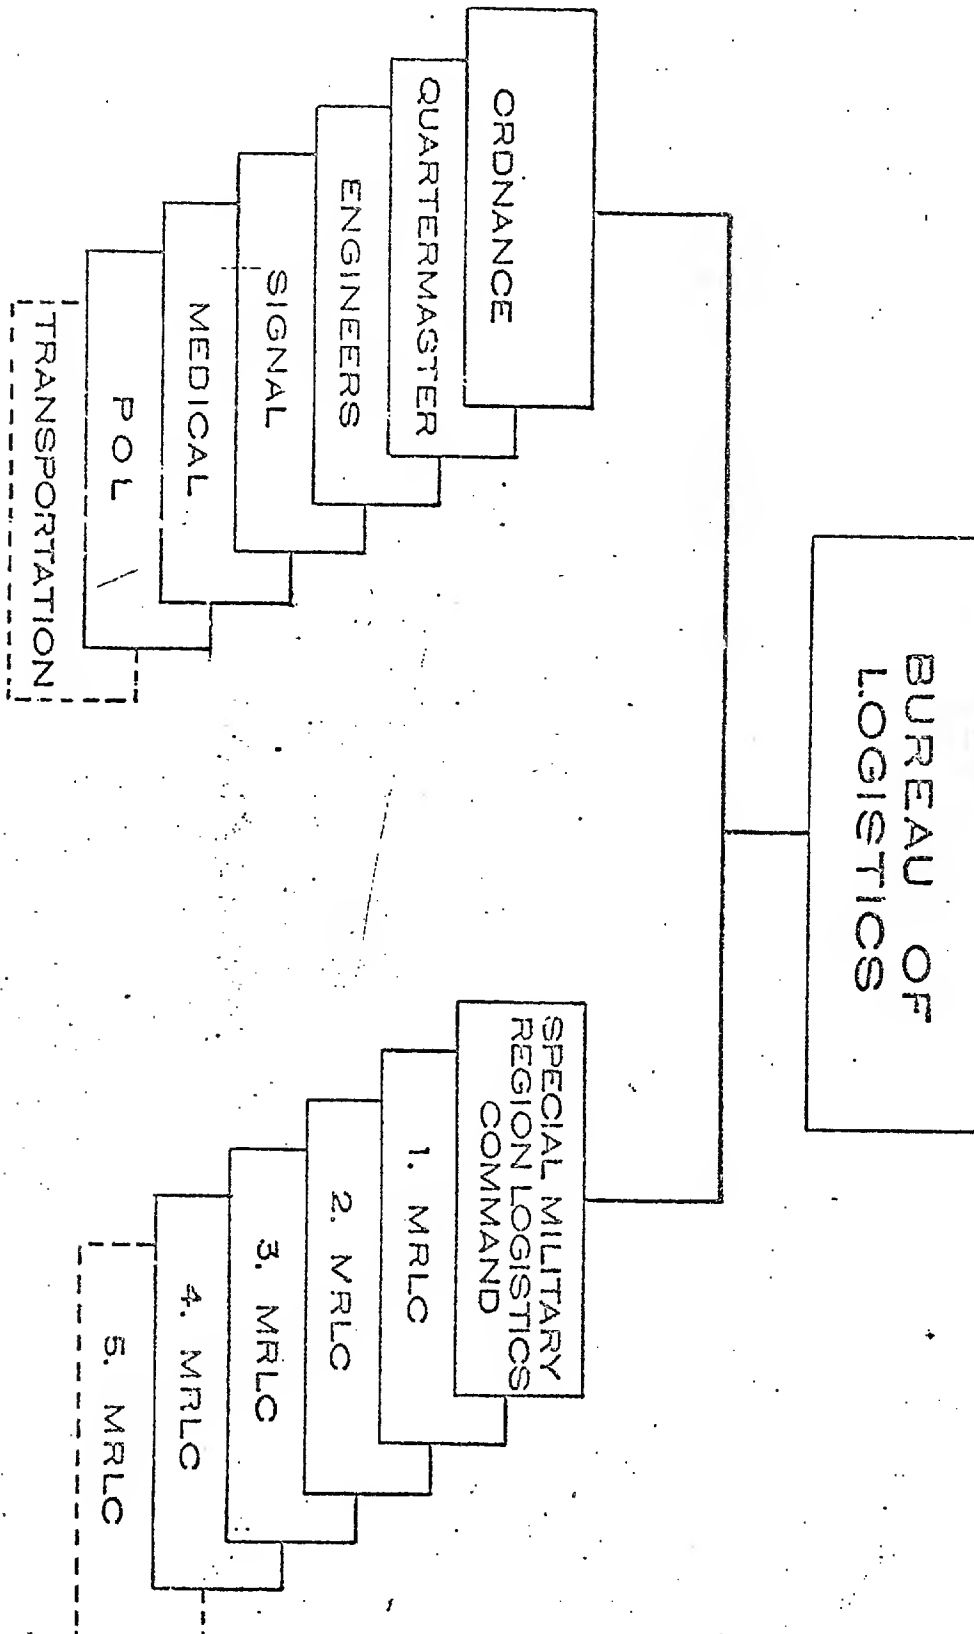 BUREAU OF
LOGISTICS
ORDNANCE
QUARTERMASTER
ENGINEERS
SIGNAL
MEDICAL
POL
TRANSPORTATION
SPECIAL MILITARY
REGION LOGISTICS
COMMAND
1. MRLC
2. MRLC
3. MRLC
4. MRLC
5. MRLC